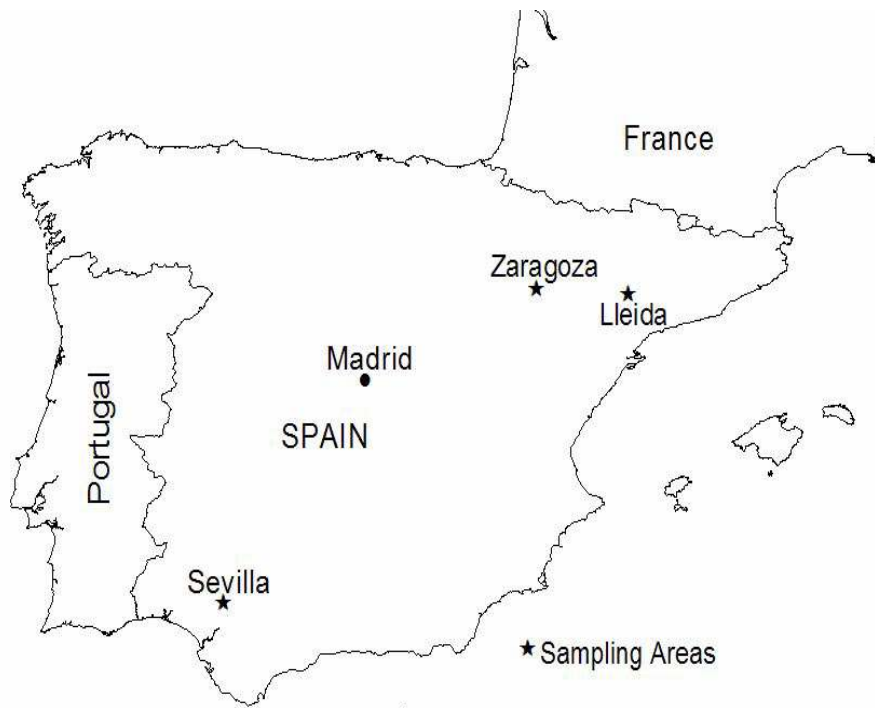 France
Zaragoza
Lleida
Madrid
SPAIN
Portugal
Sevilla
Sampling Areas